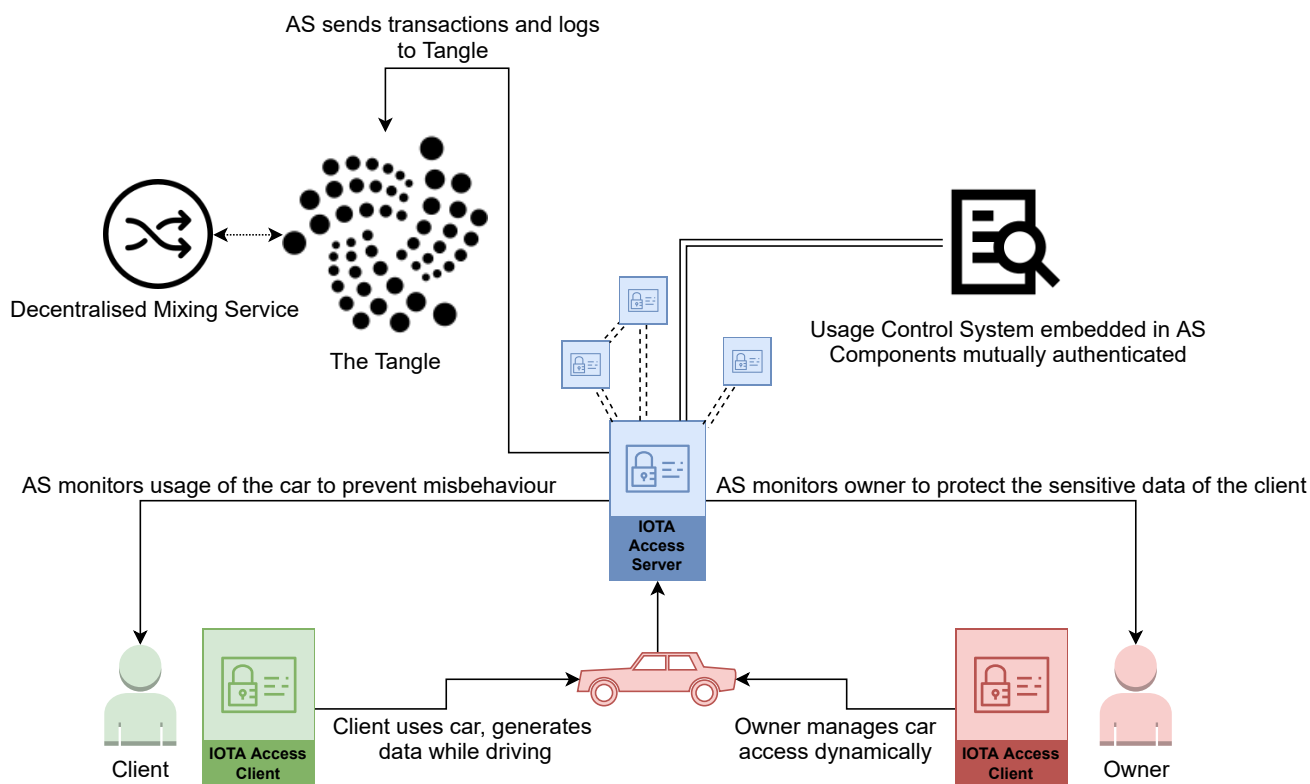 AS sends transactions and logs
to Tangle
Decentralised Mixing Service
The Tangle
Usage Control System embedded in AS
Components mutually authenticated
AS monitors usage of the car to prevent misbehaviour
AS monitors owner to protect the sensitive data of the client
IOTA
Access
Server
Client
IOTA Access
Client
Client uses car, generates
data while driving
Owner manages car
access dynamically
IOTA Access
Client
Owner